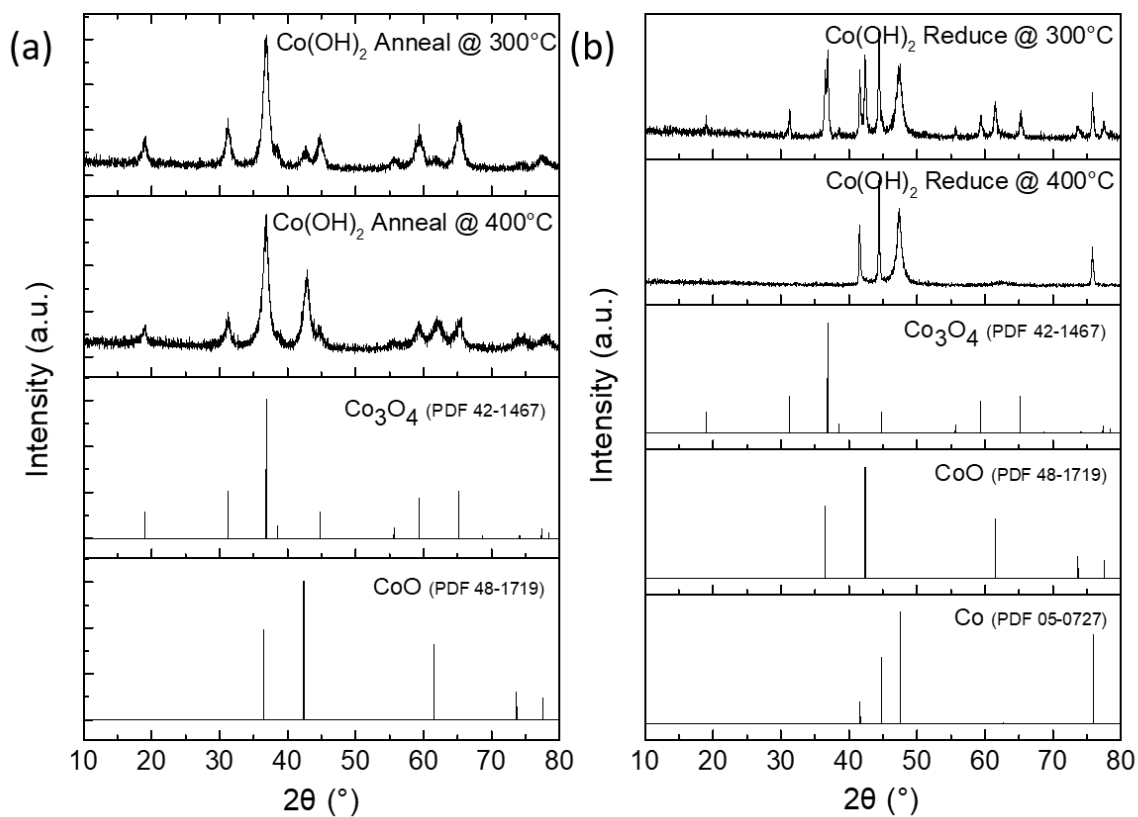 (a)
Co(OH)₂ Anneal @ 300°C
Co(OH)₂ Anneal @ 400°C
Co₃O₄ (PDF 42-1467)
CoO (PDF 48-1719)
Intensity (a.u.)
10 20 30 40 50 60 70 80
2θ (°)
(b)
Co(OH)₂ Reduce @ 300°C
Co(OH)₂ Reduce @ 400°C
Co₃O₄ (PDF 42-1467)
CoO (PDF 48-1719)
Co (PDF 05-0727)
Intensity (a.u.)
10 20 30 40 50 60 70 80
2θ (°)